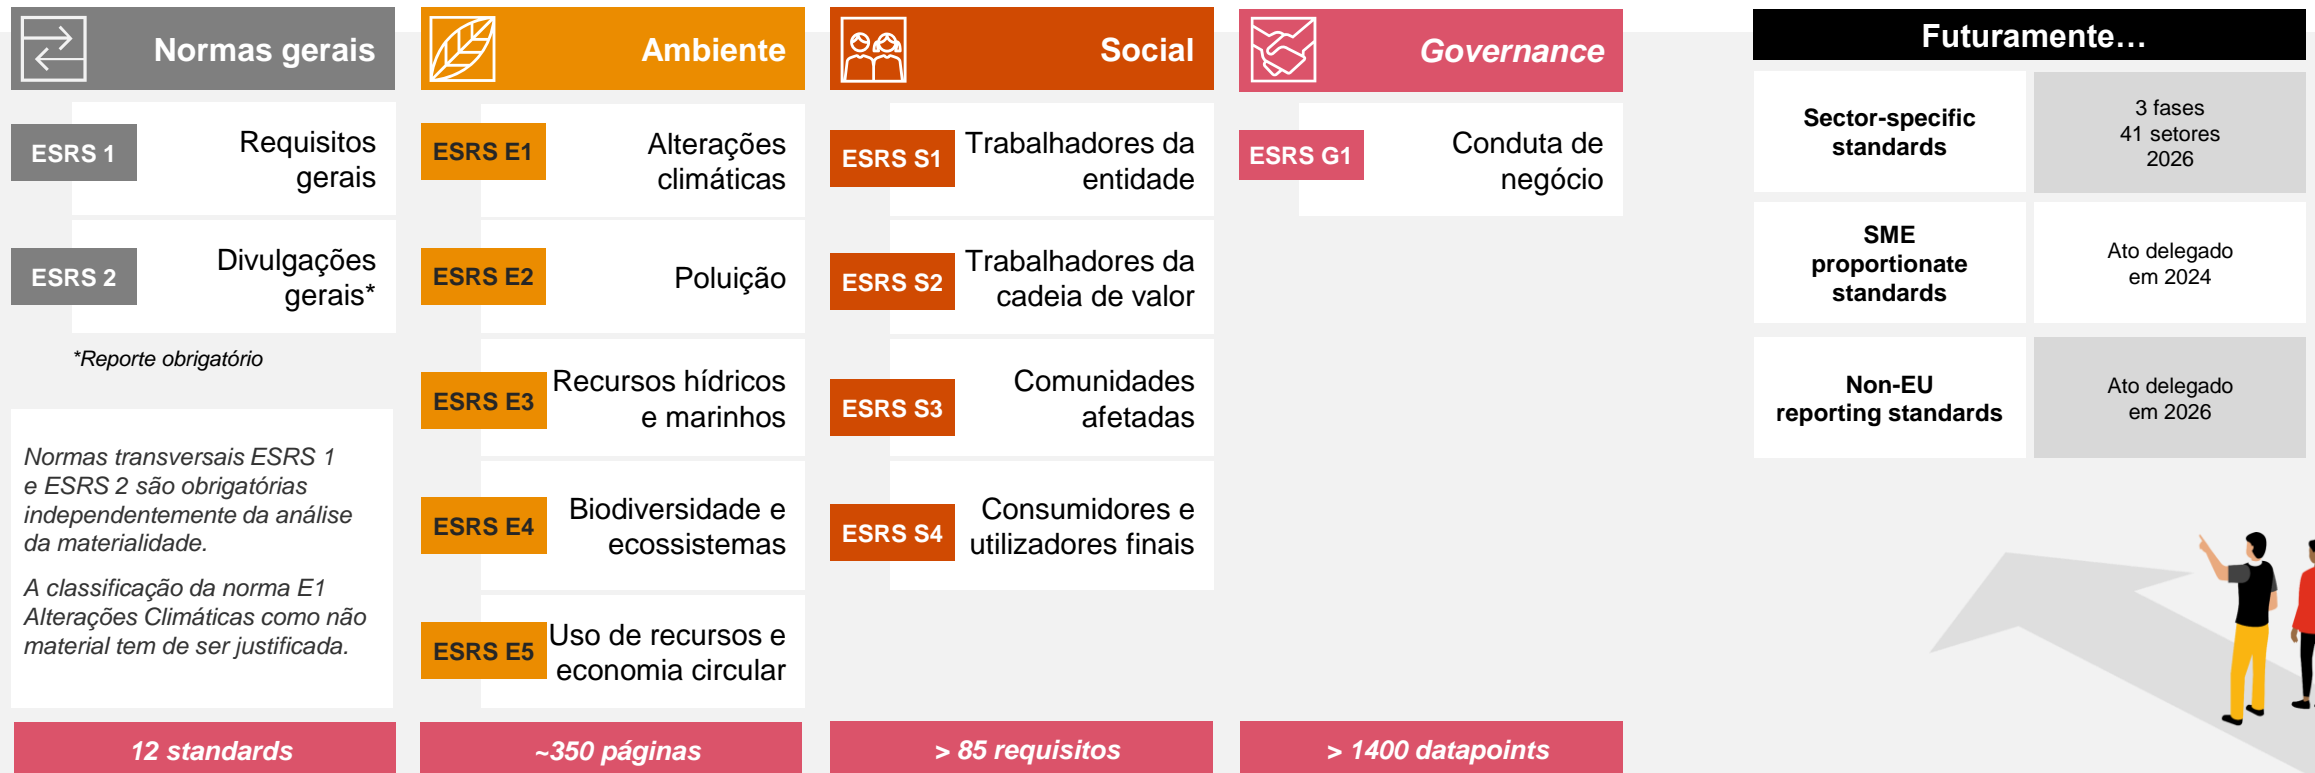 Normas gerais
ESRS 1
Requisitos
gerais
ESRS 2
Divulgações
gerais*
*Reporte obrigatório
Normas transversais ESRS 1
e ESRS 2 são obrigatórias
independentemente da análise
da materialidade.
A classificação da norma E1
Alterações Climáticas como não
material tem de ser justificada.
12 standards
Ambiente
ESRS E1
Alterações
climáticas
ESRS E2
Poluição
ESRS E3
Recursos hídricos
e marinhos
ESRS E4
Biodiversidade e
ecossistemas
ESRS E5
Uso de recursos e
economia circular
~350 páginas
Social
ESRS S1
Trabalhadores da
entidade
ESRS S2
Trabalhadores da
cadeia de valor
ESRS S3
Comunidades
afetadas
ESRS S4
Consumidores e
utilizadores finais
> 85 requisitos
Governance
ESRS G1
Conduta de
negócio
> 1400 datapoints
Futuramente…
Sector-specific
standards
3 fases
41 setores
2026
SME
proportionate
standards
Ato delegado
em 2024
Non-EU
reporting standards
Ato delegado
em 2026